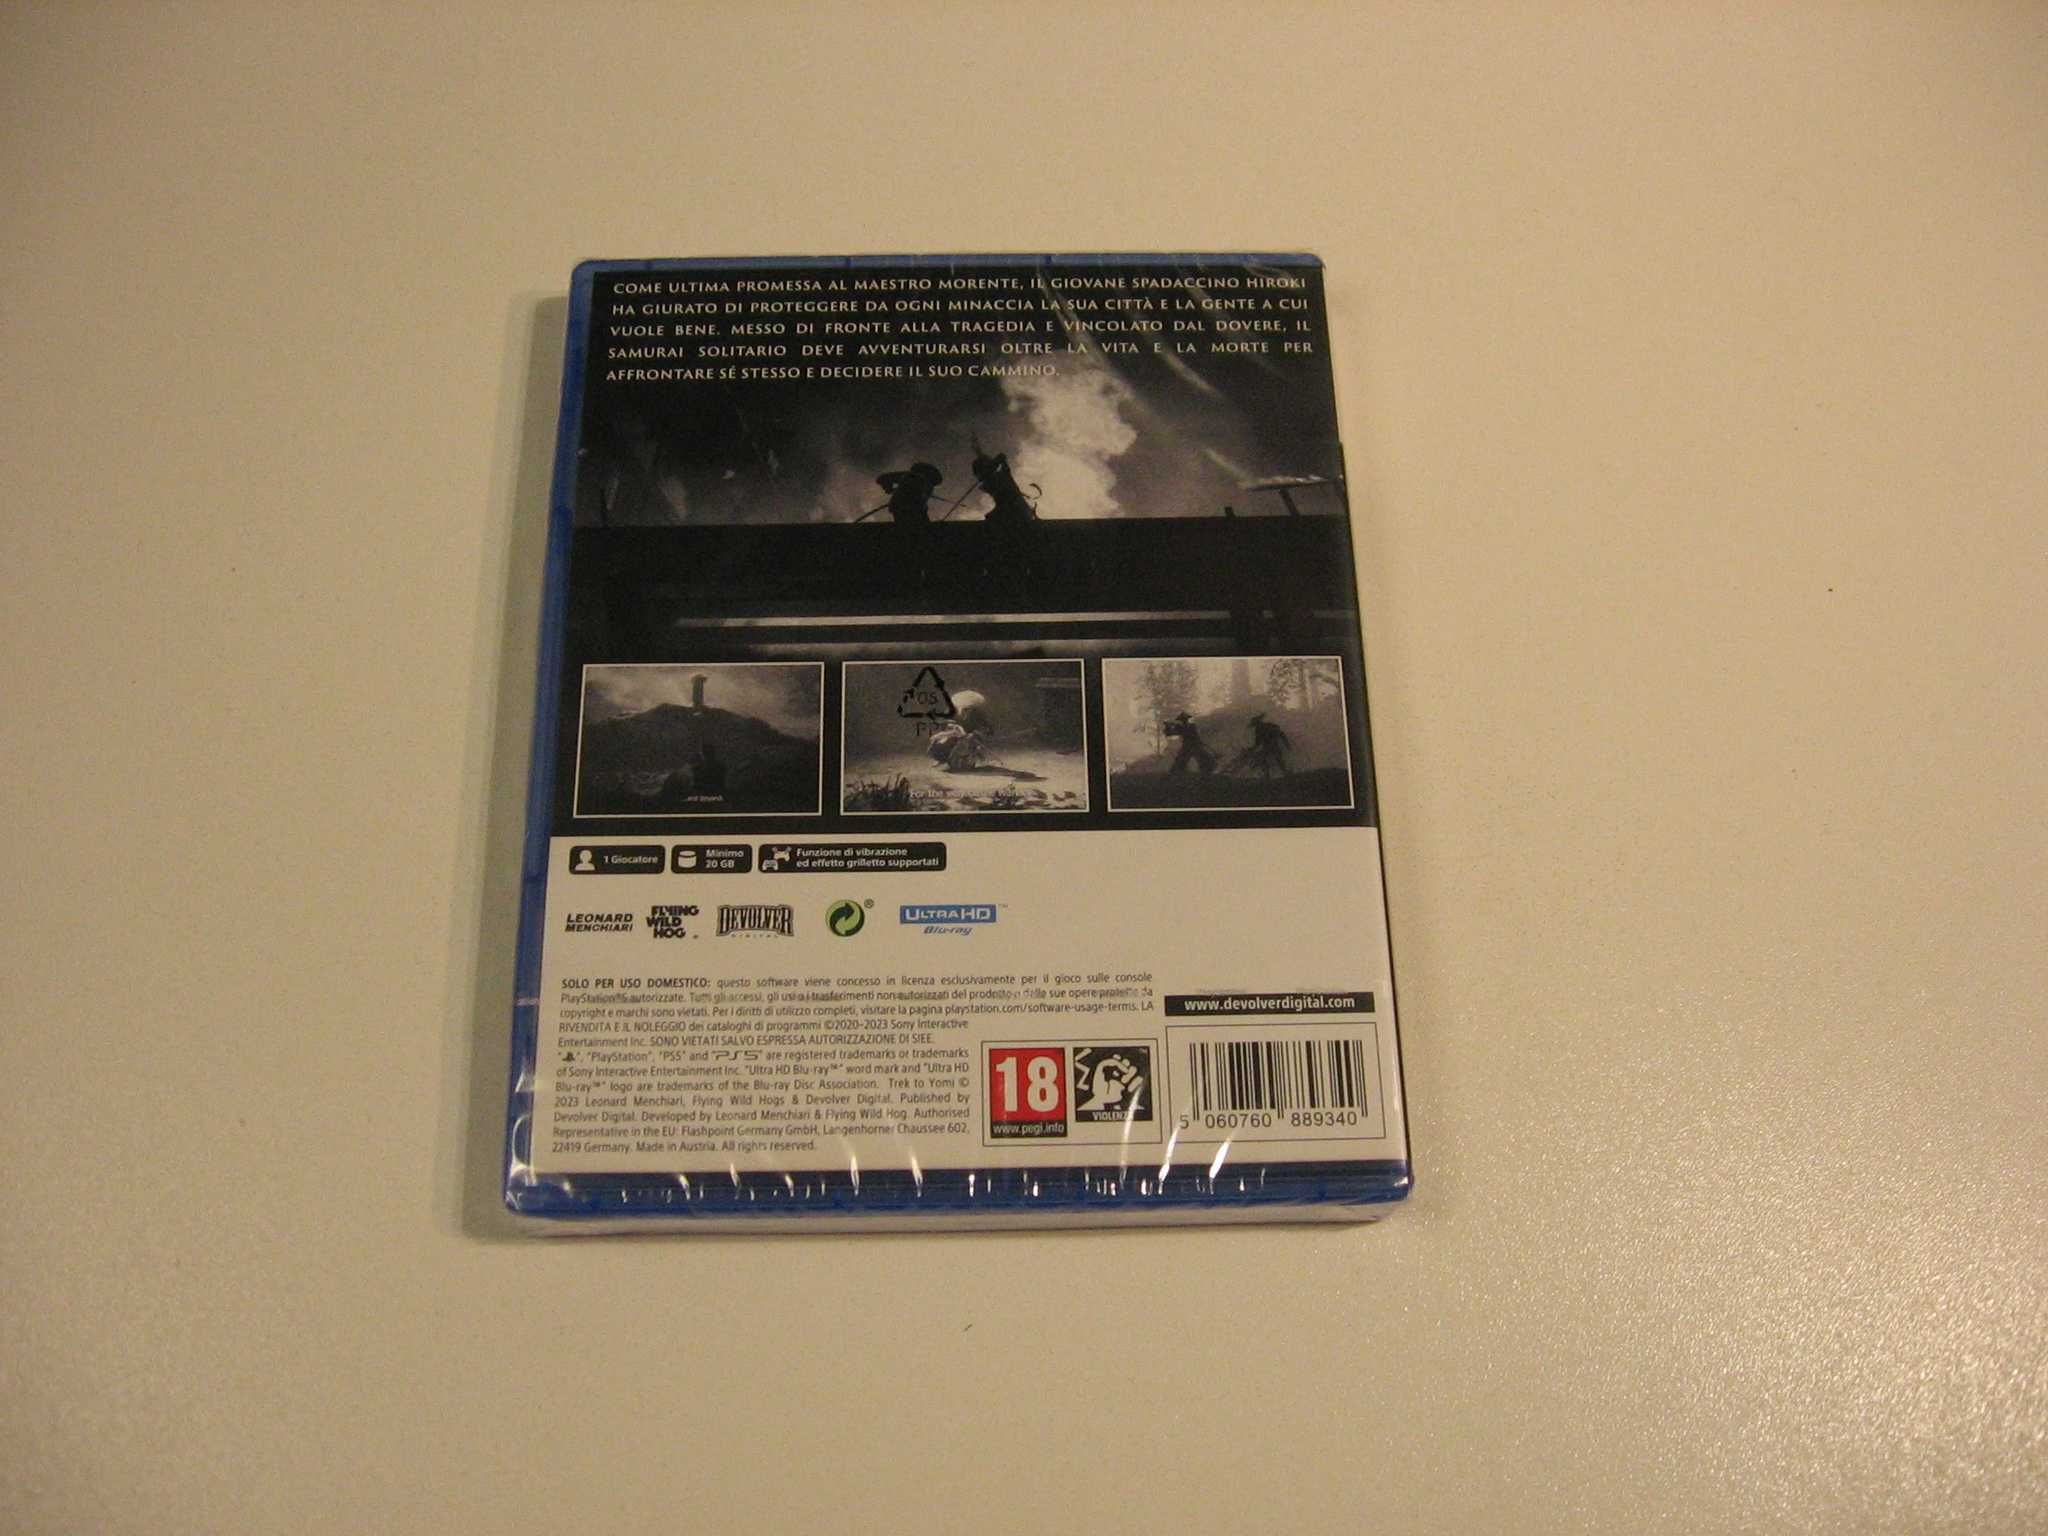 COME ULTIMA PROMESSA AL MAESTRO MORENTE, IL GIOVANE SPADACCINO HIROKI
HA GIURATO DI PROTEGGERE DA OGNI MINACCIA LA SUA CITTÀ E LA GENTE A CUI
VUOLE BENE. MESSO DI FRONTE ALLA TRAGEDIA E VINCOLATO DAL DOVERE, IL
SAMURAI SOLITARIO DEVE AVVENTURARSI OLTRE LA VITA E LA MORTE PER
AFFRONTARE SÉ STESSO E DECIDERE IL SUO CAMMINO.
05
PP
...and beyond.
For the way of the
1 Giocatore
Minimo
20 GB
Funzione di vibrazione
ed effetto grilletto supportati
LEONARD
MENCHIARI
FLYING
WILD
HOG
DEVOLVER
DIGITAL
®
ULTRA HD™
Blu-ray
SOLO PER USO DOMESTICO: questo software viene concesso in licenza esclusivamente per il gioco sulle console
PlayStation®5 autorizzate. Tutti gli accessi, gli usi o i trasferimenti non autorizzati del prodotto o delle sue opere protette da
copyright e marchi sono vietati. Per i diritti di utilizzo completi, visitare la pagina playstation.com/software-usage-terms. LA
RIVENDITA E IL NOLEGGIO dei cataloghi di programmi ©2020-2023 Sony Interactive
Entertainment Inc. SONO VIETATI SALVO ESPRESSA AUTORIZZAZIONE DI SIEE.
"", "PlayStation", "PS5" and "PS5" are registered trademarks or trademarks
of Sony Interactive Entertainment Inc. "Ultra HD Blu-ray™" word mark and "Ultra HD
Blu-ray™" logo are trademarks of the Blu-ray Disc Association. Trek to Yomi ©
2023 Leonard Menchiari, Flying Wild Hogs & Devolver Digital. Published by
Devolver Digital. Developed by Leonard Menchiari & Flying Wild Hog. Authorised
Representative in the EU: Flashpoint Germany GmbH, Langenhorner Chaussee 602,
22419 Germany. Made in Austria. All rights reserved.
www.devolverdigital.com
18
www.pegi.info
VIOLENZA
5 060760 889340